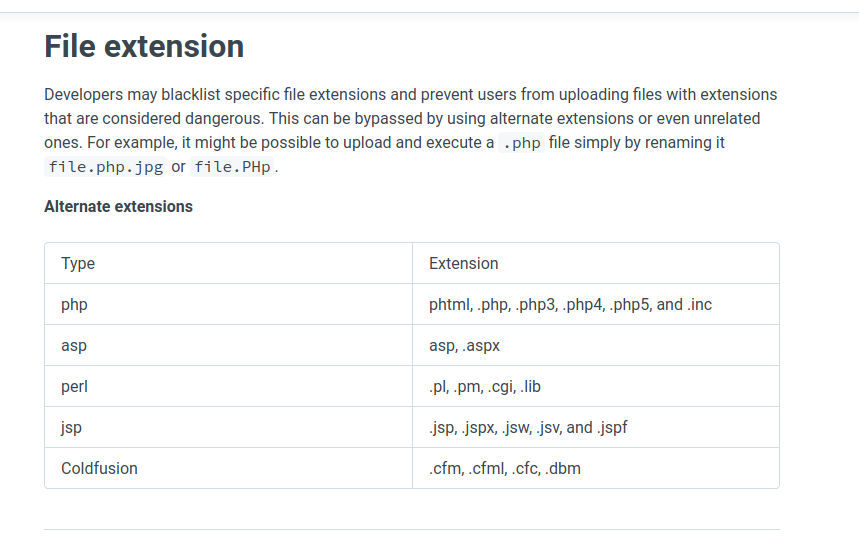 File extension
Developers may blacklist specific file extensions and prevent users from uploading files with extensions
that are considered dangerous. This can be bypassed by using alternate extensions or even unrelated
ones. For example, it might be possible to upload and execute a .php file simply by renaming it
file.php.jpg or file.PHp.
Alternate extensions
Type Extension
php phtml, .php, .php3, .php4, .php5, and .inc
asp asp, .aspx
perl .pl, .pm, .cgi, .lib
jsp .jsp, .jspx, .jsw, .jsv, and .jspf
Coldfusion .cfm, .cfml, .cfc, .dbm